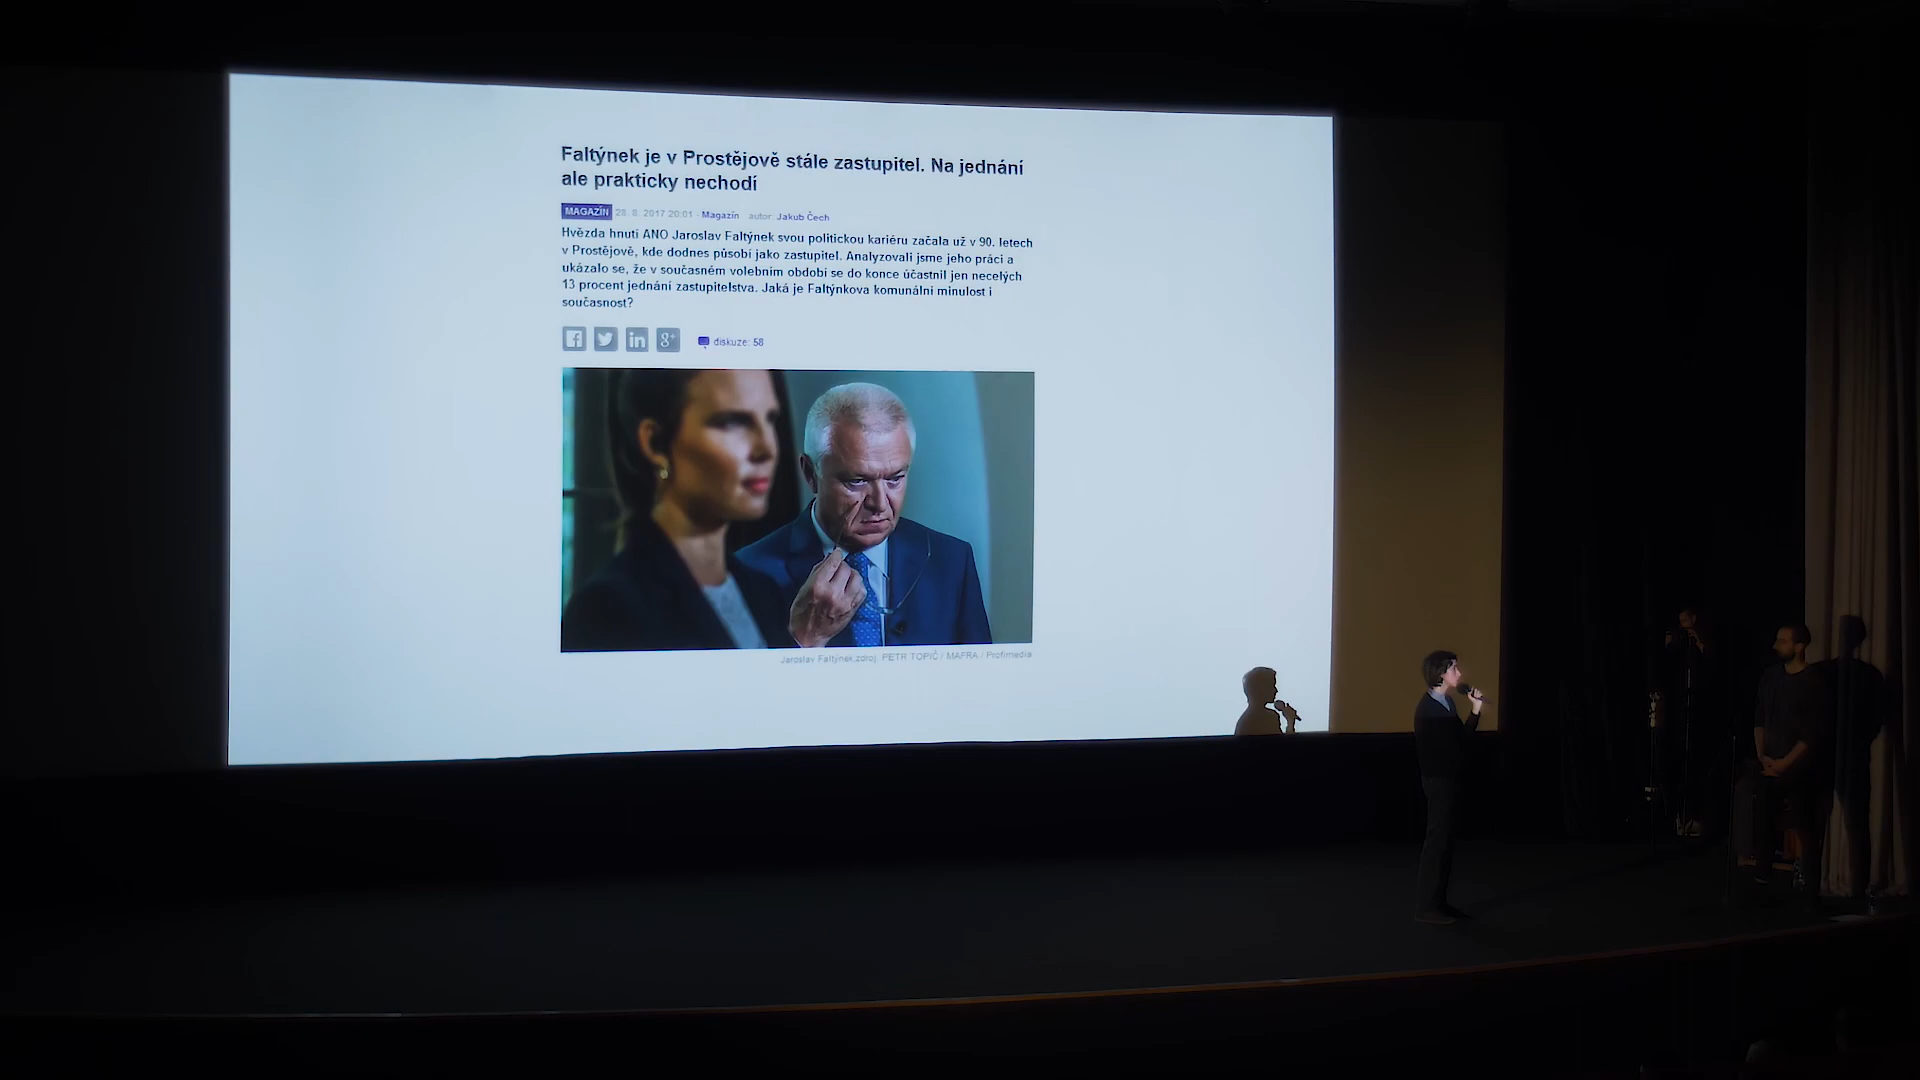 Faltýnek je v Prostějově stále zastupitel. Na jednání
ale prakticky nechodí
MAGAZÍN 28. 8. 2017 20:01 - Magazín autor: Jakub Čech
Hvězda hnutí ANO Jaroslav Faltýnek svou politickou kariéru začala už v 90. letech
v Prostějově, kde dodnes působí jako zastupitel. Analyzovali jsme jeho práci a
ukázalo se, že v současném volebním období se do konce účastnil jen necelých
13 procent jednání zastupitelstva. Jaká je Faltýnkova komunální minulost i
současnost?
diskuze: 58
Jaroslav Faltýnek,zdroj: PETR TOPIČ / MAFRA / Profimedia